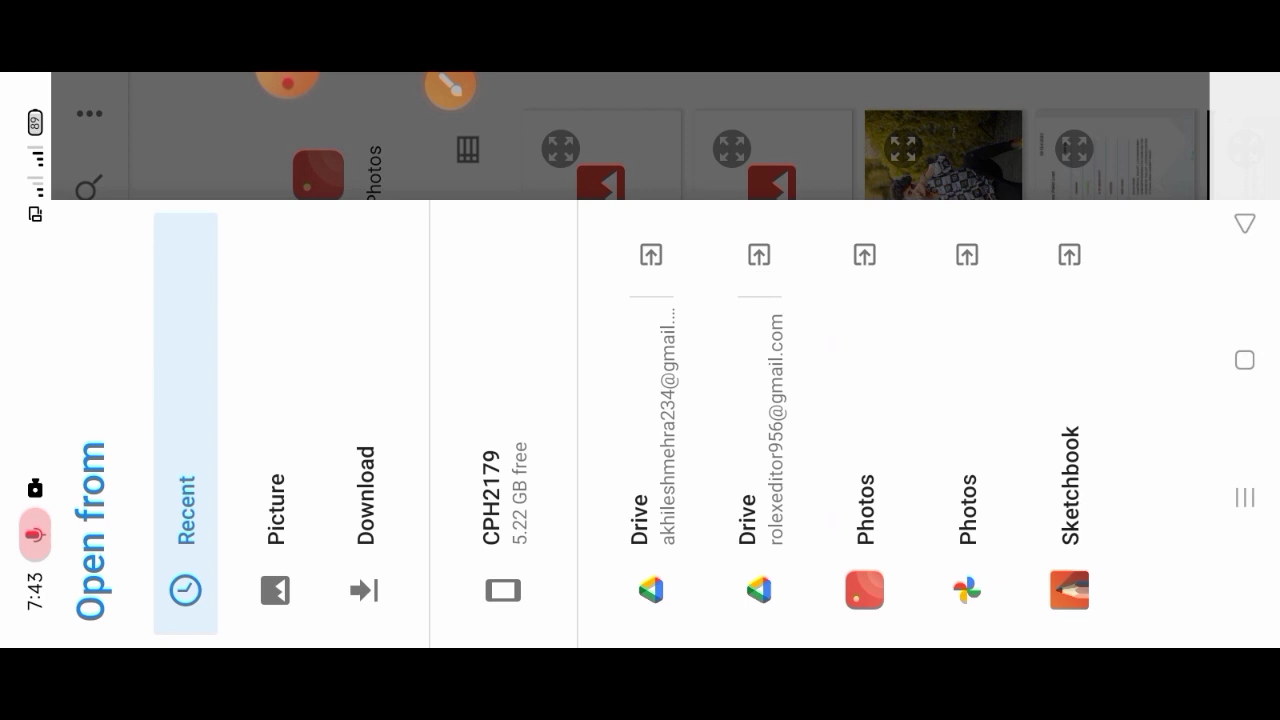 7:43
89
Open from
Recent
Picture
Download
CPH2179
5.22 GB free
Drive
akhileshmehra234@gmail....
Drive
rolexeditor956@gmail.com
Photos
Photos
Sketchbook
Photos